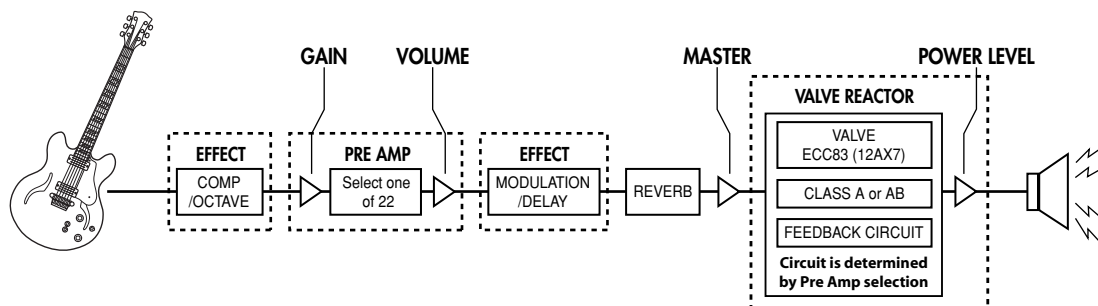 GAIN
VOLUME
MASTER
POWER LEVEL
EFFECT
COMP
/OCTAVE
PRE AMP
Select one
of 22
EFFECT
MODULATION
/DELAY
REVERB
VALVE REACTOR
VALVE
ECC83 (12AX7)
CLASS A or AB
FEEDBACK CIRCUIT
Circuit is determined
by Pre Amp selection